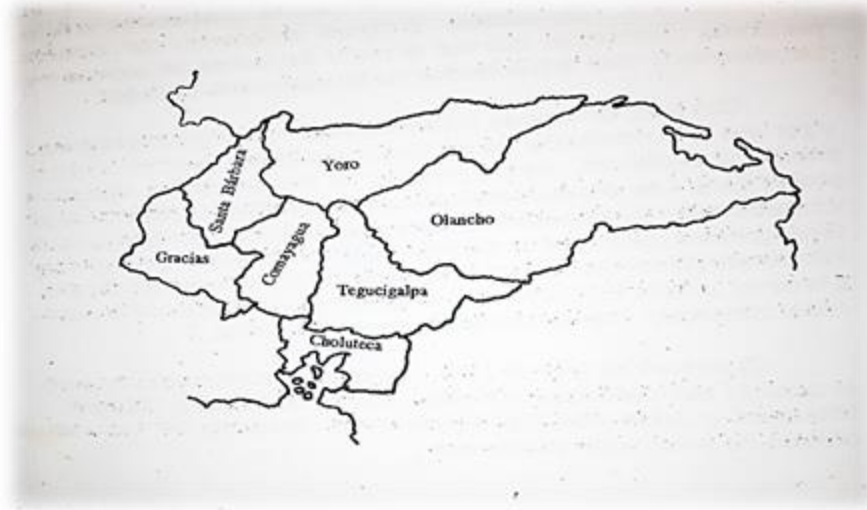 Yoro
Santa Bárbara
Olancho
Gracias
Comayagua
Tegucigalpa
Choluteca